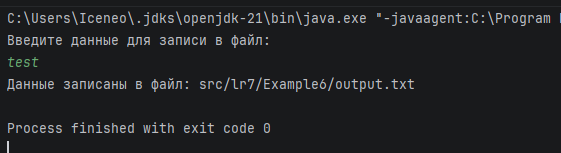 C:\Users\Iceneo\.jdks\openjdk-21\bin\java.exe "-javaagent:C:\Program
Введите данные для записи в файл:
test
Данные записаны в файл: src/lr7/Example6/output.txt
Process finished with exit code 0